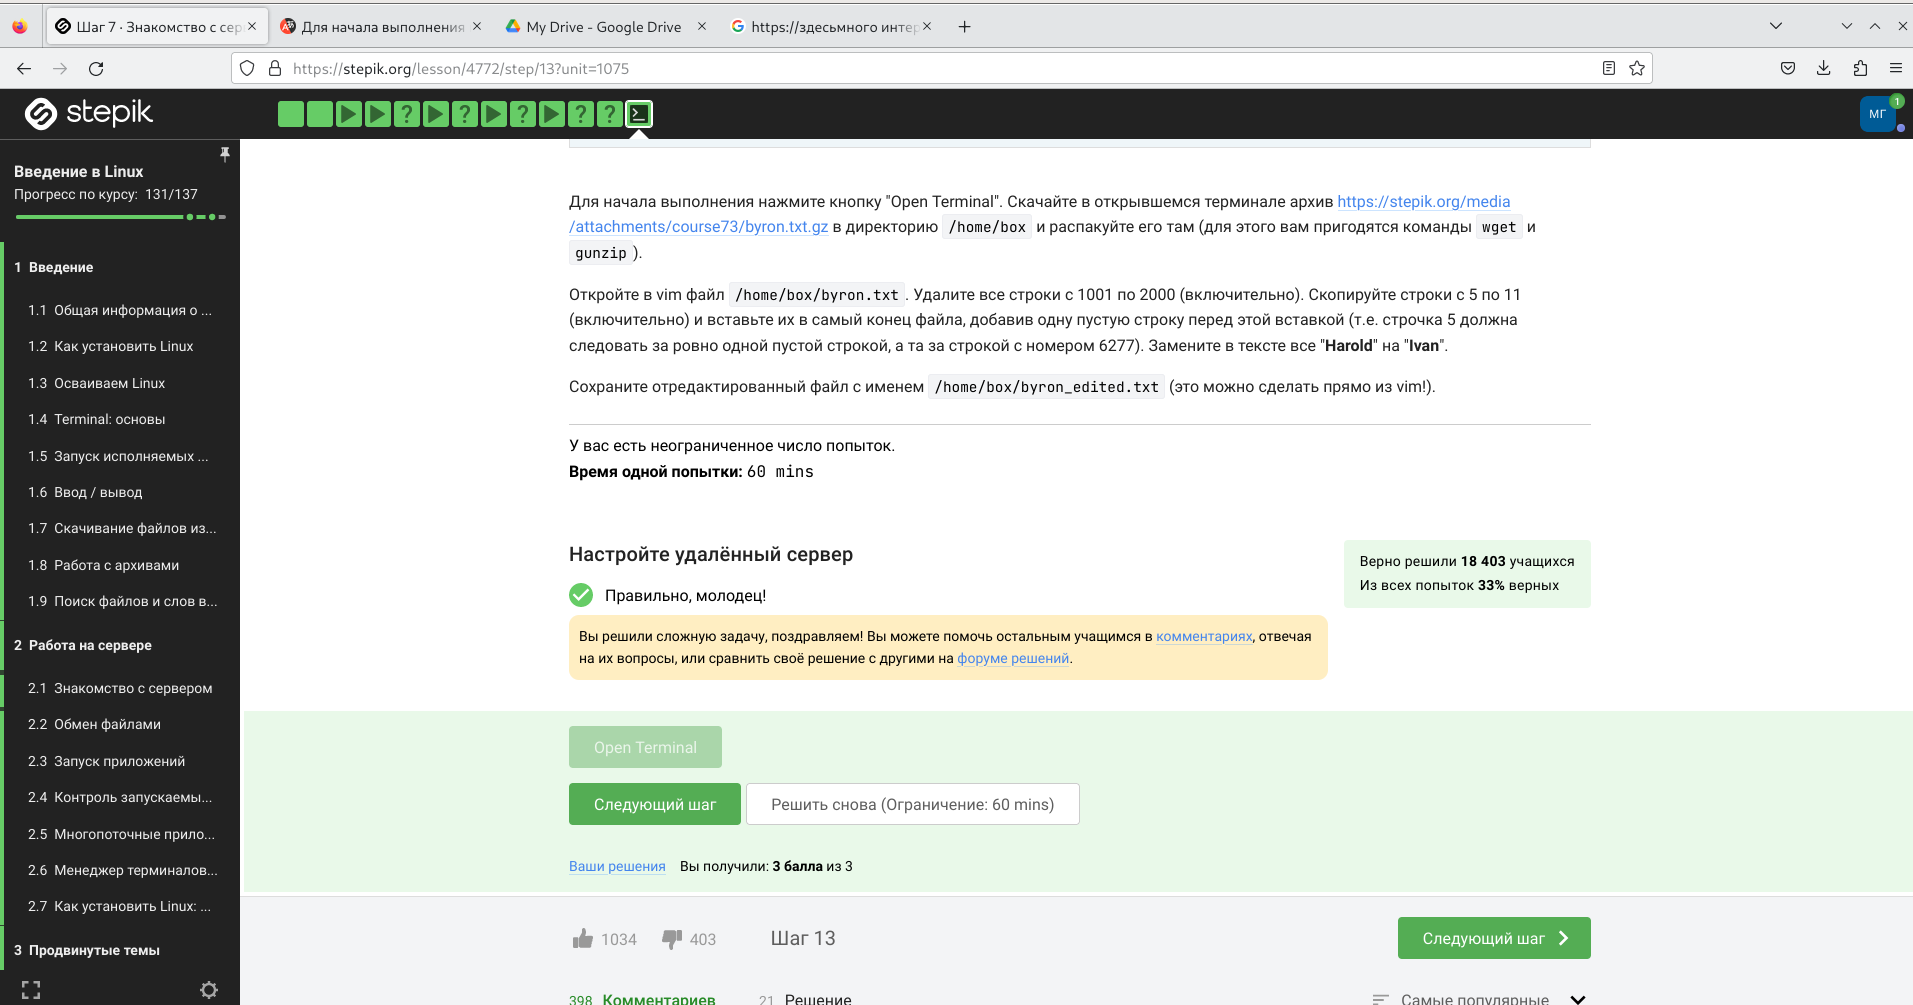 Шаг 7 · Знакомство с сер
Для начала выполнения
My Drive - Google Drive
https://здесьмного интер
https://stepik.org/lesson/4772/step/13?unit=1075
stepik
? ? ? ? ?
МГ
1
Введение в Linux
Прогресс по курсу: 131/137
1 Введение
1.1 Общая информация о ...
1.2 Как установить Linux
1.3 Осваиваем Linux
1.4 Terminal: основы
1.5 Запуск исполняемых ...
1.6 Ввод / вывод
1.7 Скачивание файлов из...
1.8 Работа с архивами
1.9 Поиск файлов и слов в...
2 Работа на сервере
2.1 Знакомство с сервером
2.2 Обмен файлами
2.3 Запуск приложений
2.4 Контроль запускаемы...
2.5 Многопоточные прило...
2.6 Менеджер терминалов...
2.7 Как установить Linux: ...
3 Продвинутые темы
Для начала выполнения нажмите кнопку "Open Terminal". Скачайте в открывшемся терминале архив https://stepik.org/media
/attachments/course73/byron.txt.gz в директорию /home/box и распакуйте его там (для этого вам пригодятся команды wget и
gunzip ).
Откройте в vim файл /home/box/byron.txt . Удалите все строки с 1001 по 2000 (включительно). Скопируйте строки с 5 по 11
(включительно) и вставьте их в самый конец файла, добавив одну пустую строку перед этой вставкой (т.е. строчка 5 должна
следовать за ровно одной пустой строкой, а та за строкой с номером 6277). Замените в тексте все "Harold" на "Ivan".
Сохраните отредактированный файл с именем /home/box/byron_edited.txt (это можно сделать прямо из vim!).
У вас есть неограниченное число попыток.
Время одной попытки: 60 mins
Настройте удалённый сервер
Правильно, молодец!
Верно решили 18 403 учащихся
Из всех попыток 33% верных
Вы решили сложную задачу, поздравляем! Вы можете помочь остальным учащимся в комментариях, отвечая
на их вопросы, или сравнить своё решение с другими на форуме решений.
Open Terminal
Следующий шаг
Решить снова (Ограничение: 60 mins)
Ваши решения Вы получили: 3 балла из 3
1034 403 Шаг 13
Следующий шаг
398 Комментариев 21 Решение
Самые популярные